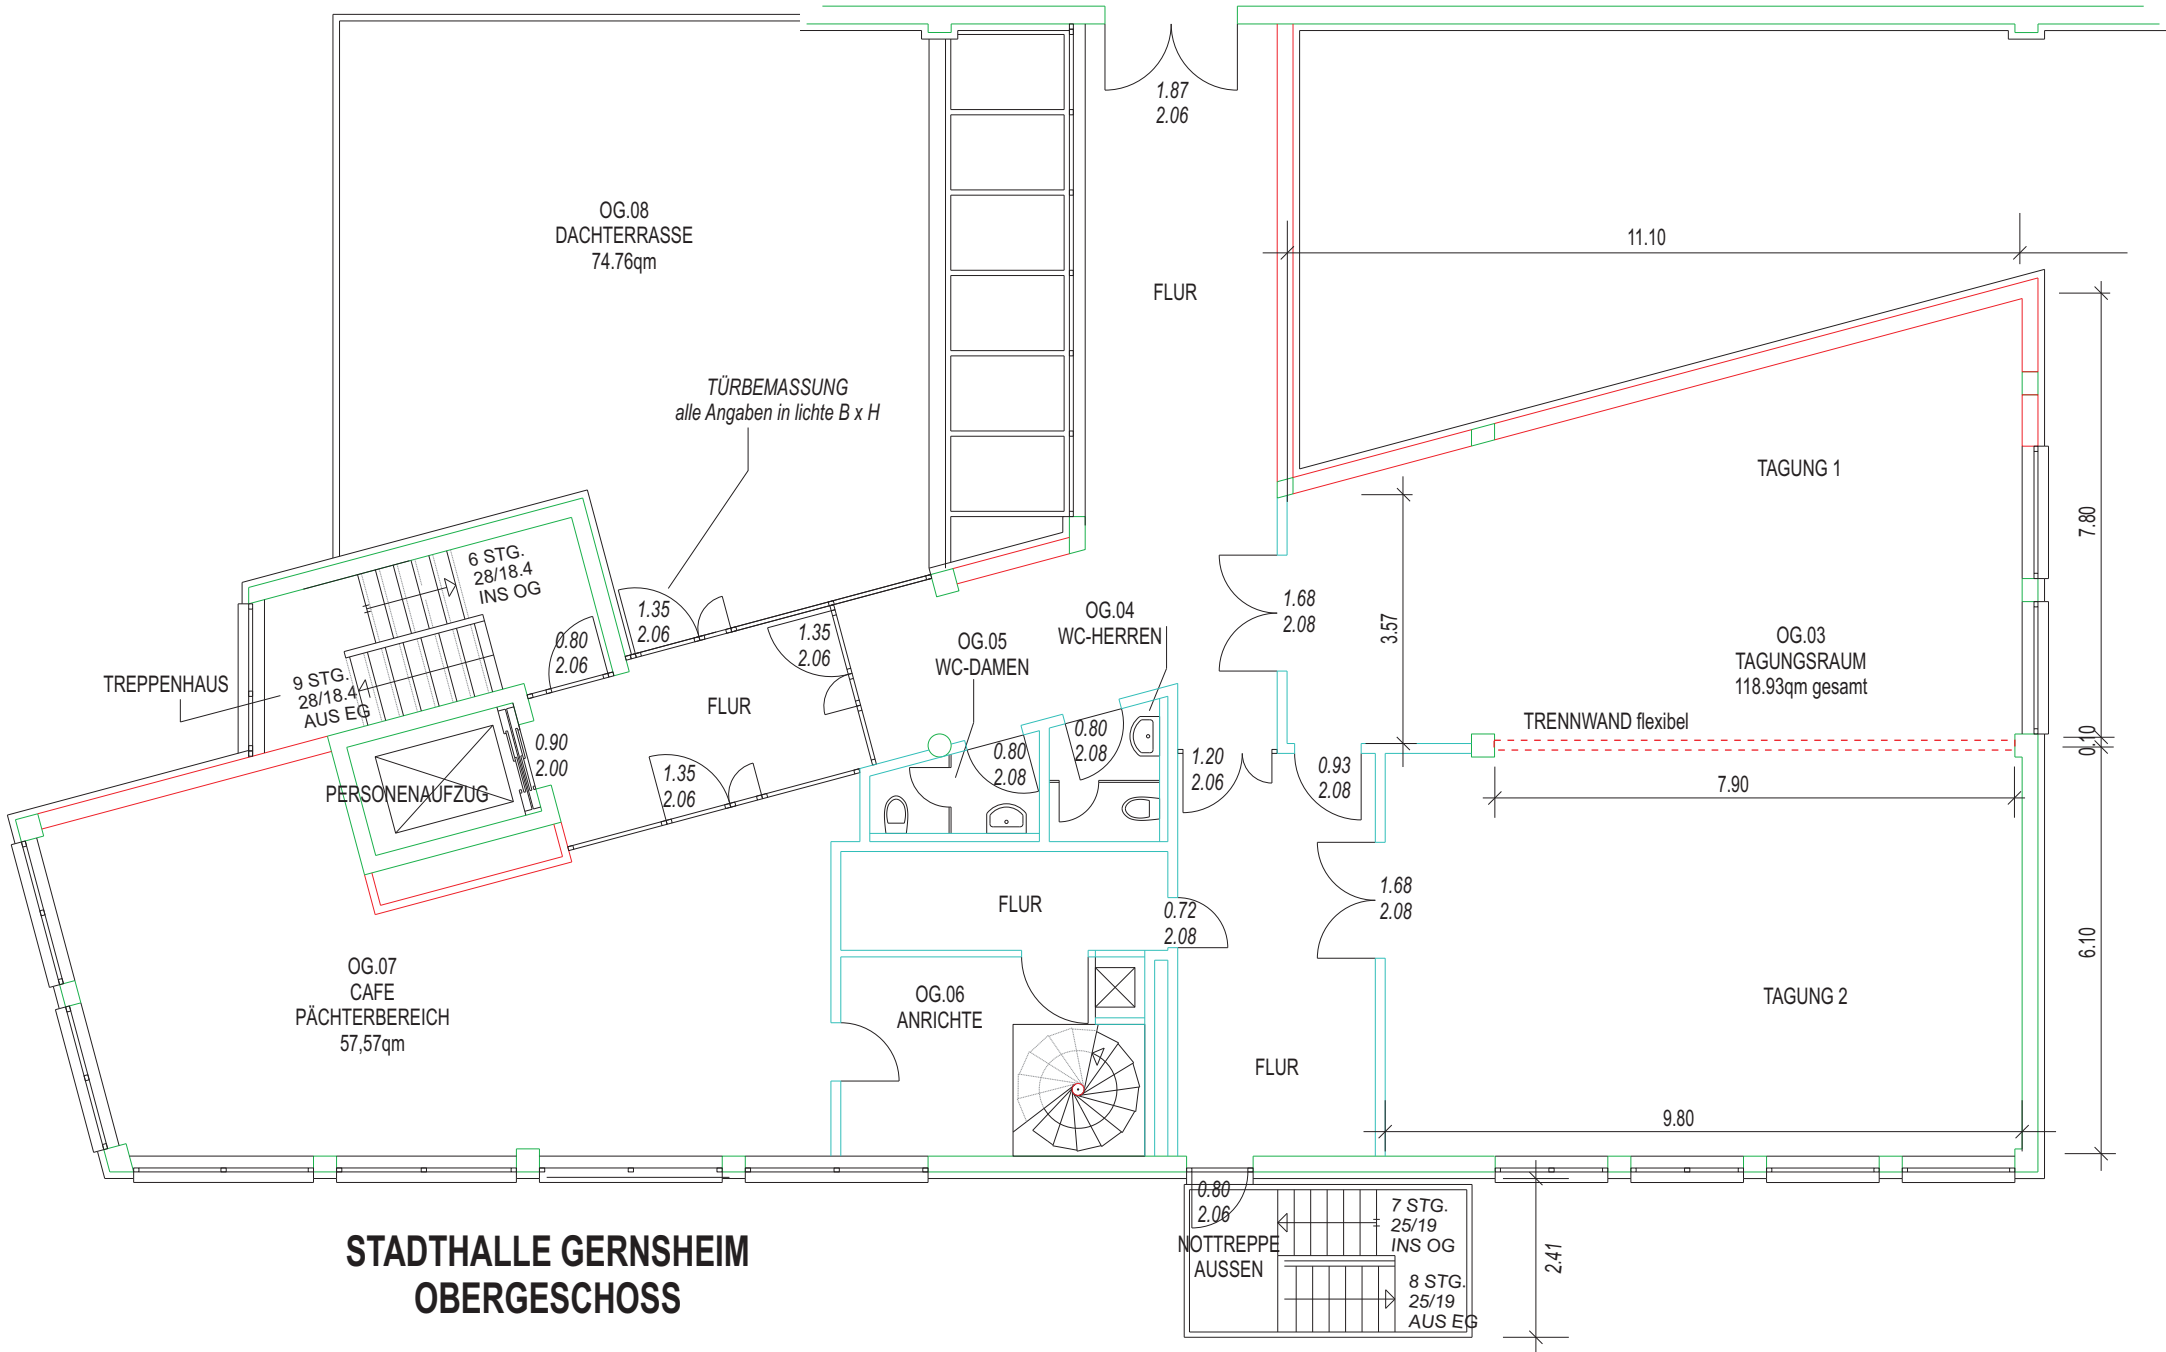 1.87
2.06
OG.08
DACHTERRASSE
74.76qm
11.10
FLUR
TÜRBEMASSUNG
alle Angaben in lichte B x H
TAGUNG 1
7.80
6 STG.
28/18.4
INS OG
1.35
2.06
0.80
2.06
1.35
2.06
OG.04
WC-HERREN
OG.05
WC-DAMEN
1.68
2.08
3.57
OG.03
TAGUNGSRAUM
118.93qm gesamt
TREPPENHAUS
9 STG.
28/18.4
AUS EG
FLUR
TRENNWAND flexibel
0.10
0.90
2.00
0.80
2.08
0.80
2.08
1.20
2.06
0.93
2.08
PERSONENAUFZUG
1.35
2.06
7.90
FLUR
0.72
2.08
1.68
2.08
6.10
OG.07
CAFE
PÄCHTERBEREICH
57,57qm
OG.06
ANRICHTE
TAGUNG 2
FLUR
9.80
0.80
2.06
NOTTREPPE
AUSSEN
7 STG.
25/19
INS OG
8 STG.
25/19
AUS EG
2.41
STADTHALLE GERNSHEIM
OBERGESCHOSS